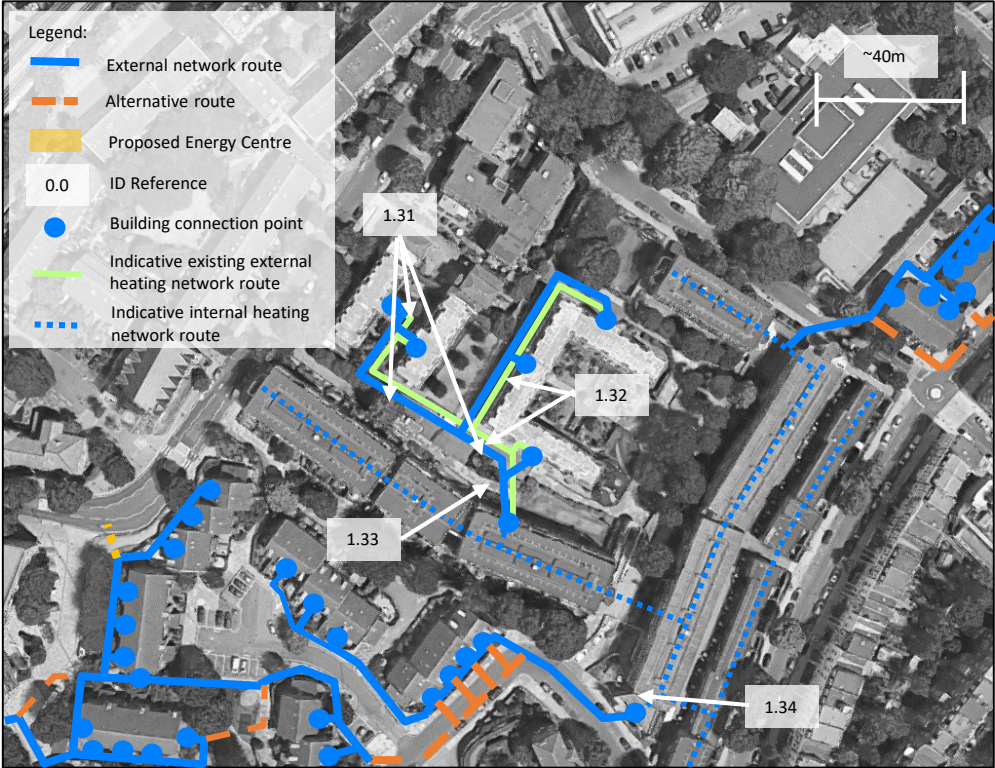 Legend:
External network route
Alternative route
Proposed Energy Centre
0.0 ID Reference
Building connection point
Indicative existing external
heating network route
Indicative internal heating
network route
~40m
1.31
1.32
1.33
1.34